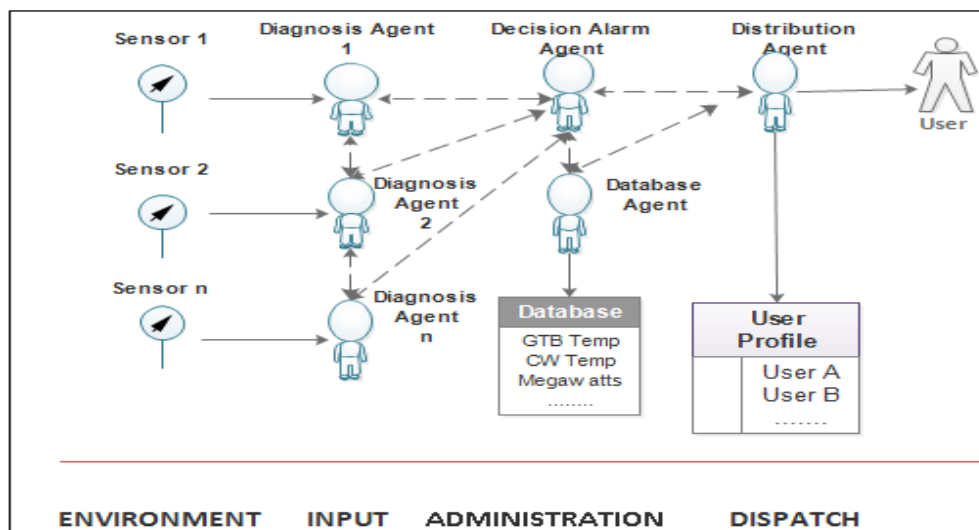 Sensor 1
Diagnosis Agent
1
Decision Alarm
Agent
Distribution
Agent
User
Sensor 2
Diagnosis
Agent
2
Database
Agent
Sensor n
Diagnosis
Agent
n
Database
GTB Temp
CW Temp
Megaw atts
........
User
Profile
User A
User B
.......
ENVIRONMENT INPUT ADMINISTRATION DISPATCH